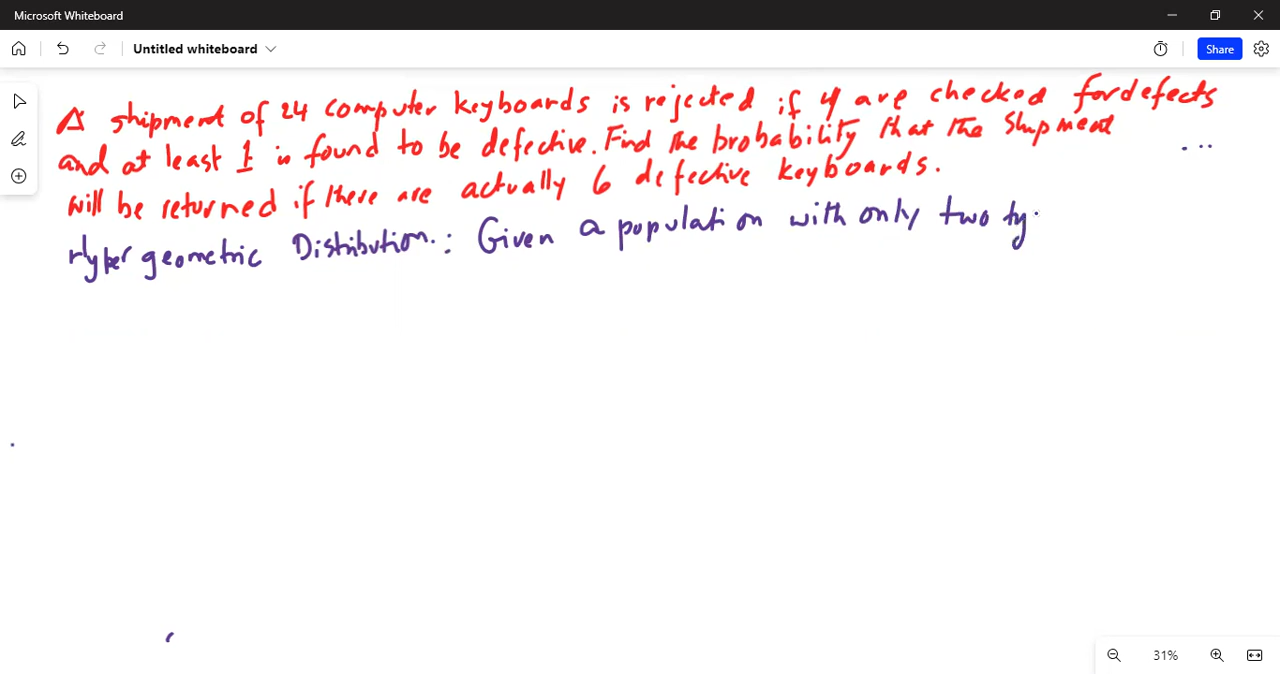 Microsoft Whiteboard
Untitled whiteboard
Share
A shipment of 24 computer keyboards is rejected if 4 are checked for defects
and at least 1 is found to be defective. Find the probability that the shipment
will be returned if there are actually 6 defective keyboards.
Hyper geometric Distribution.: Given a population with only two ty
31%